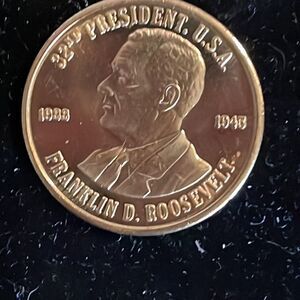 32ND PRESIDENT, U.S.A.
1933 1945
FRANKLIN D. ROOSEVELT